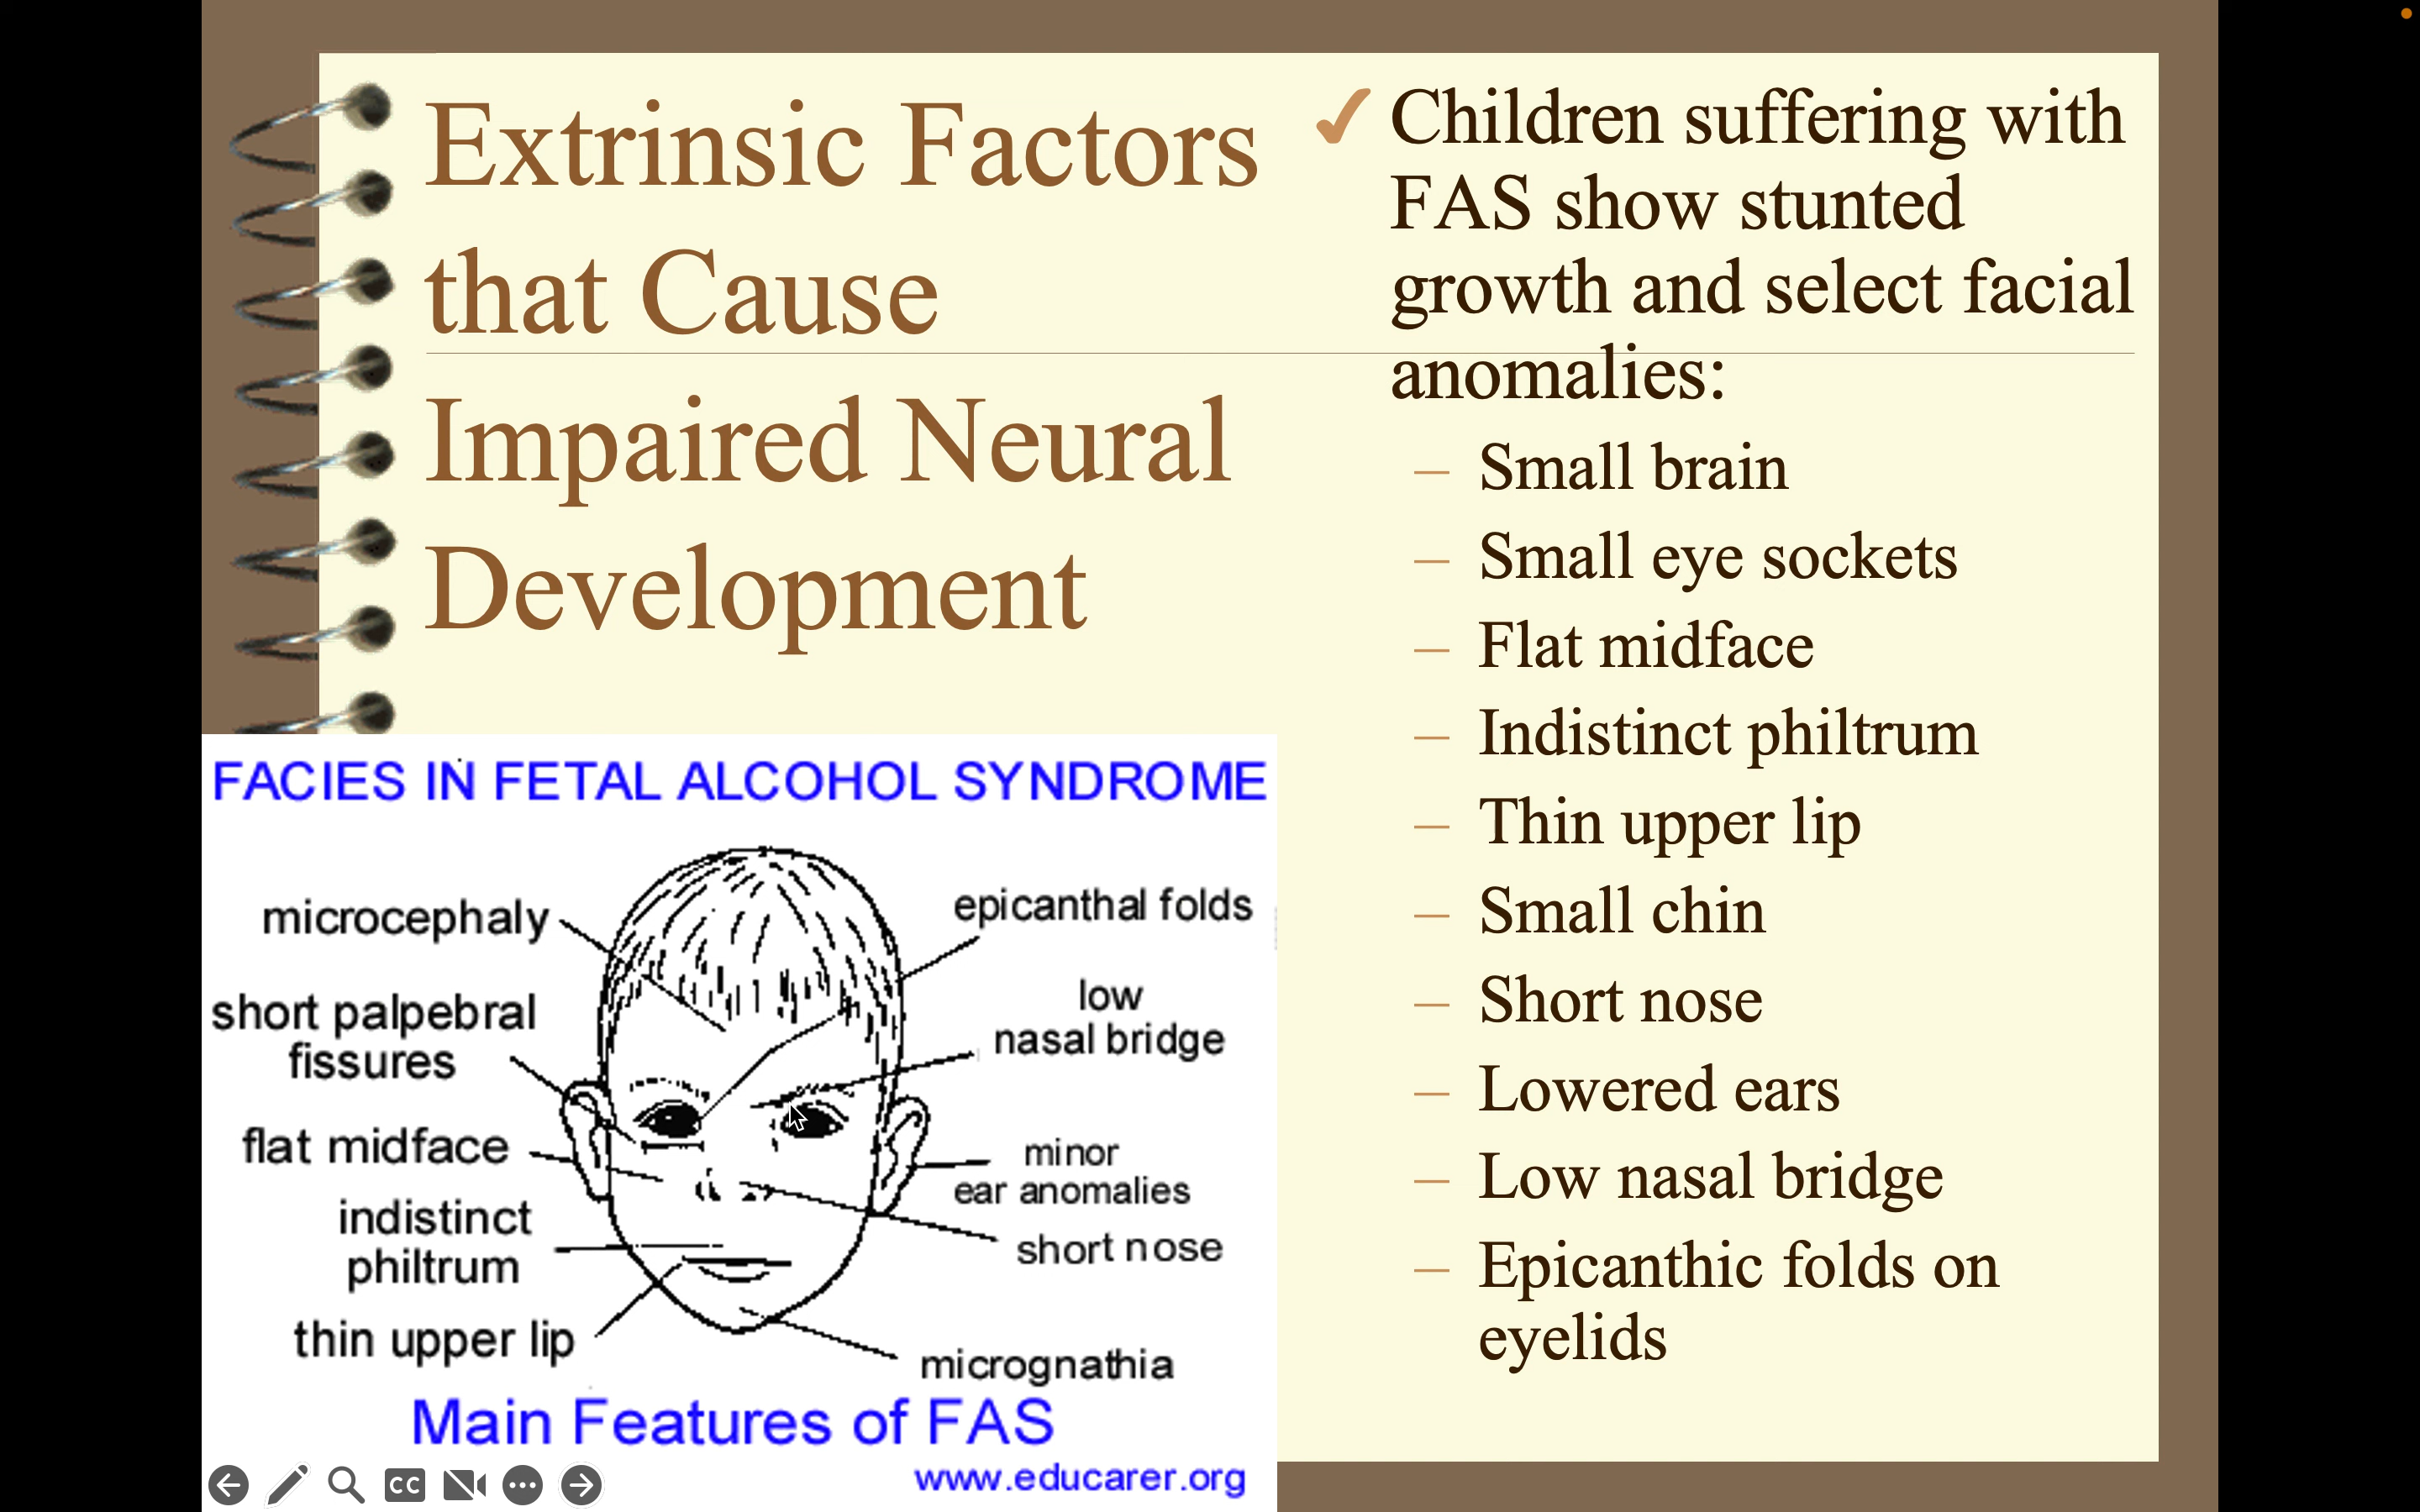 Extrinsic Factors
that Cause
Impaired Neural
Development
✓ Children suffering with
FAS show stunted
growth and select facial
anomalies:
– Small brain
– Small eye sockets
– Flat midface
– Indistinct philtrum
– Thin upper lip
– Small chin
– Short nose
– Lowered ears
– Low nasal bridge
– Epicanthic folds on
eyelids
FACIES IN FETAL ALCOHOL SYNDROME
microcephaly
short palpebral
fissures
flat midface
indistinct
philtrum
thin upper lip
epicanthal folds
low
nasal bridge
minor
ear anomalies
short nose
micrognathia
Main Features of FAS
www.educarer.org
CC